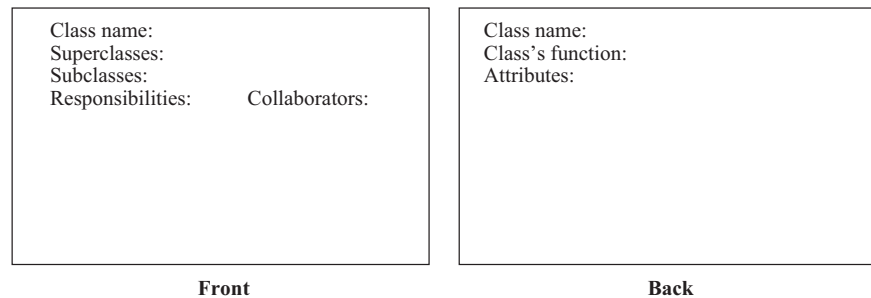 Class name:
Superclasses:
Subclasses:
Responsibilities: Collaborators:
Front
Class name:
Class’s function:
Attributes:
Back